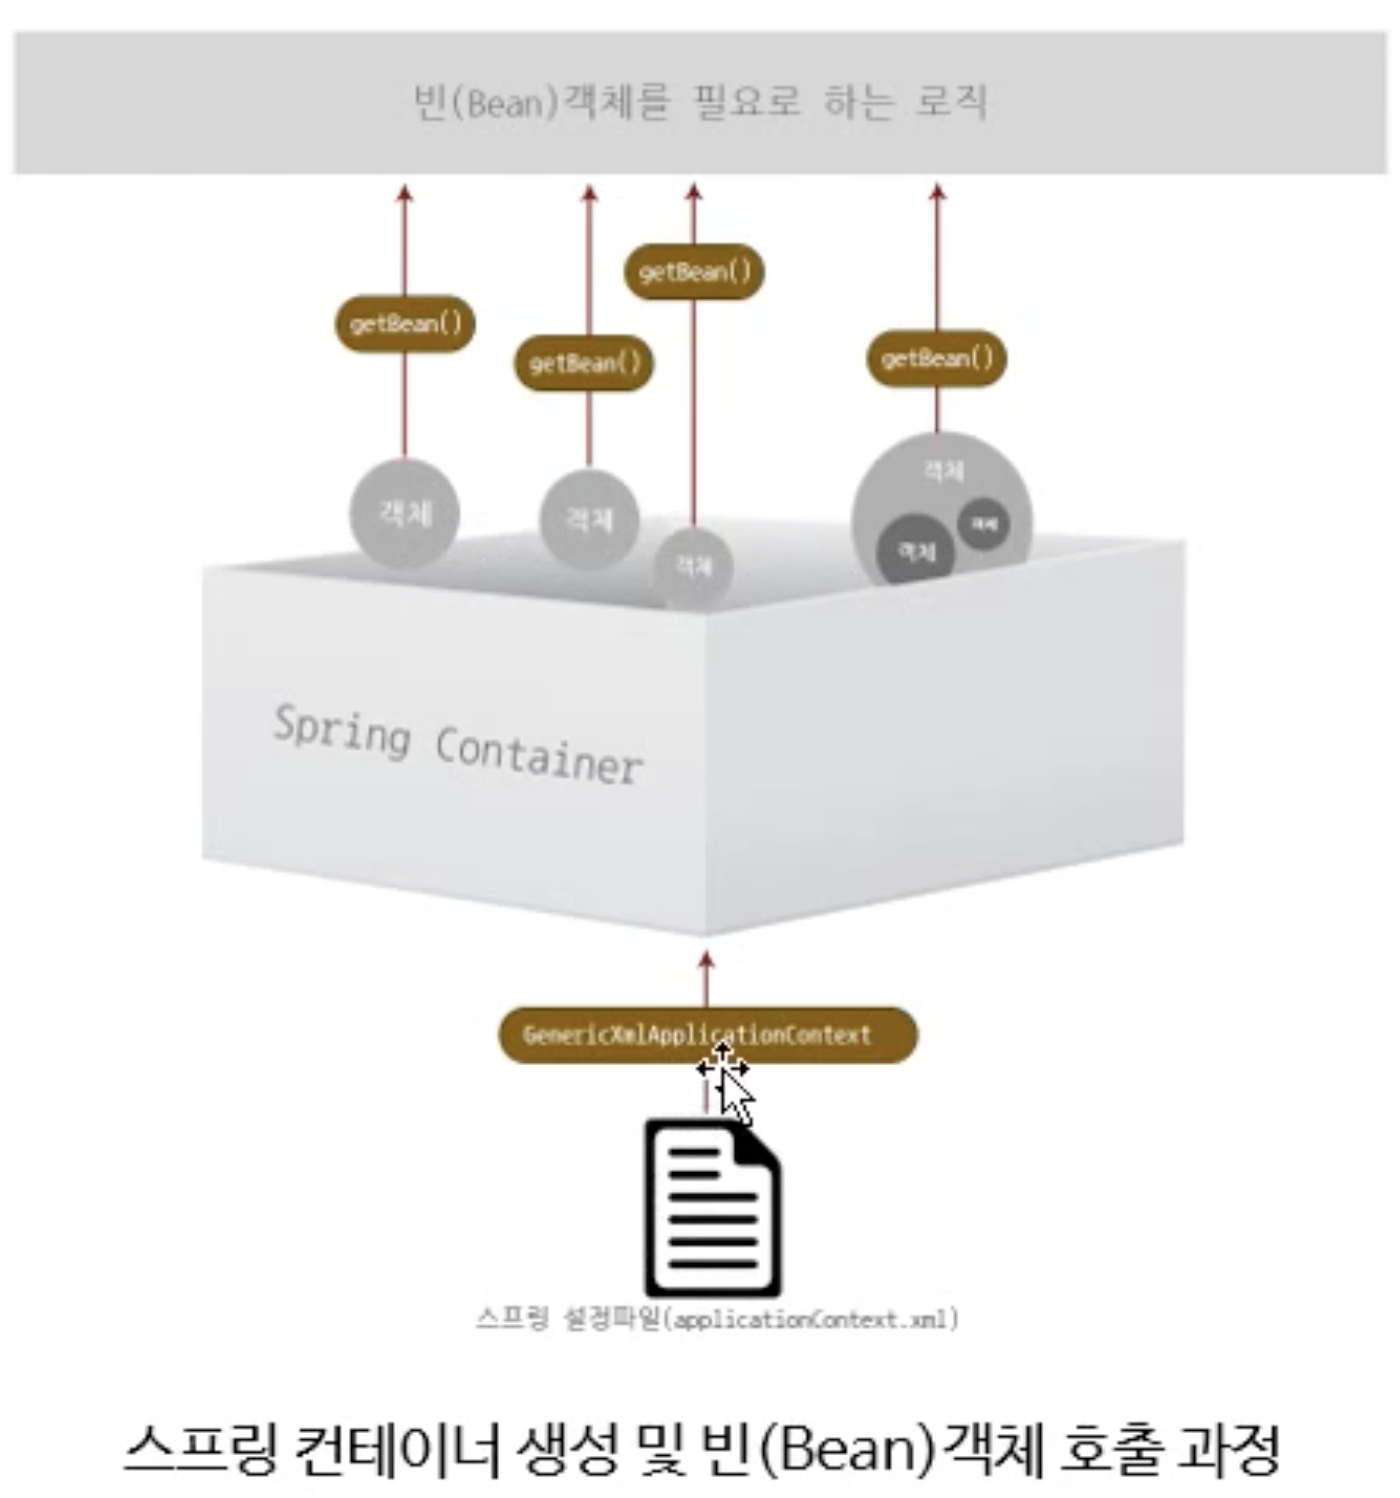 빈(Bean)객체를 필요로 하는 로직
getBean()
getBean()
getBean()
getBean()
객체
객체
객체
객체
객체
객체
Spring Container
GenericXmlApplicationContext
스프링 설정파일(applicationContext.xml)
스프링 컨테이너 생성 및 빈(Bean)객체 호출 과정